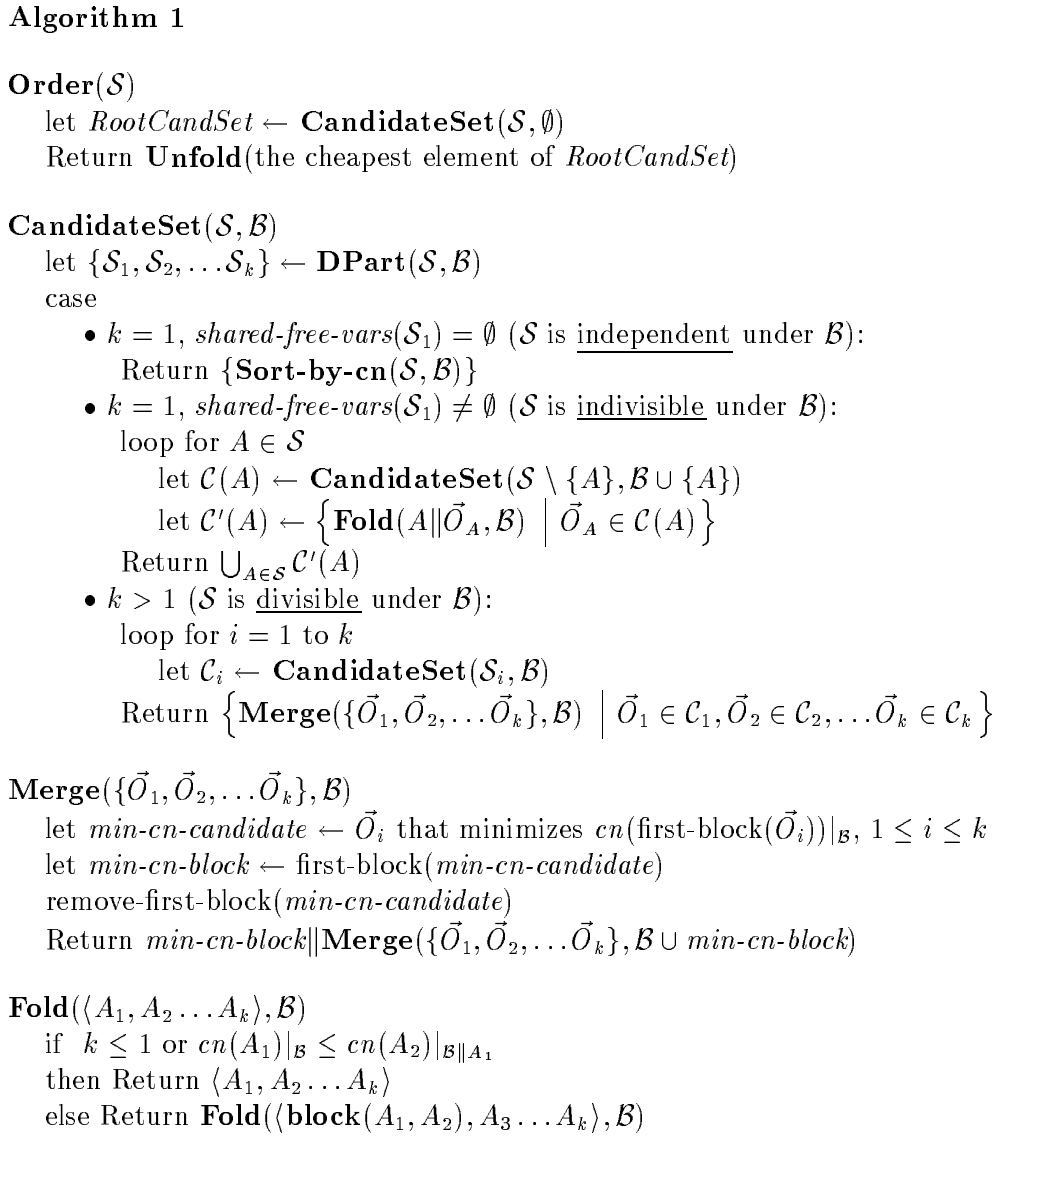 Algorithm 1
Order(𝒮)
let RootCandSet ← CandidateSet(𝒮, ∅)
Return Unfold(the cheapest element of RootCandSet)
CandidateSet(𝒮, ℬ)
let {𝒮₁, 𝒮₂, …𝒮ₖ} ← DPart(𝒮, ℬ)
case
• k = 1, shared-free-vars(𝒮₁) = ∅ (𝒮 is independent under ℬ):
Return {Sort-by-cn(𝒮, ℬ)}
• k = 1, shared-free-vars(𝒮₁) ≠ ∅ (𝒮 is indivisible under ℬ):
loop for A ∈ 𝒮
let 𝒞(A) ← CandidateSet(𝒮 \ {A}, ℬ ∪ {A})
let 𝒞′(A) ← {Fold(A‖O⃗_A, ℬ) | O⃗_A ∈ 𝒞(A)}
Return ⋃_{A∈𝒮} 𝒞′(A)
• k > 1 (𝒮 is divisible under ℬ):
loop for i = 1 to k
let 𝒞ᵢ ← CandidateSet(𝒮ᵢ, ℬ)
Return {Merge({O⃗₁, O⃗₂, …O⃗ₖ}, ℬ) | O⃗₁ ∈ 𝒞₁, O⃗₂ ∈ 𝒞₂, …O⃗ₖ ∈ 𝒞ₖ}
Merge({O⃗₁, O⃗₂, …O⃗ₖ}, ℬ)
let min-cn-candidate ← O⃗ᵢ that minimizes cn(first-block(O⃗ᵢ))|_ℬ, 1 ≤ i ≤ k
let min-cn-block ← first-block(min-cn-candidate)
remove-first-block(min-cn-candidate)
Return min-cn-block‖Merge({O⃗₁, O⃗₂, …O⃗ₖ}, ℬ ∪ min-cn-block)
Fold(⟨A₁, A₂ …Aₖ⟩, ℬ)
if k ≤ 1 or cn(A₁)|_ℬ ≤ cn(A₂)|_{ℬ‖A₁}
then Return ⟨A₁, A₂ …Aₖ⟩
else Return Fold(⟨block(A₁, A₂), A₃ …Aₖ⟩, ℬ)